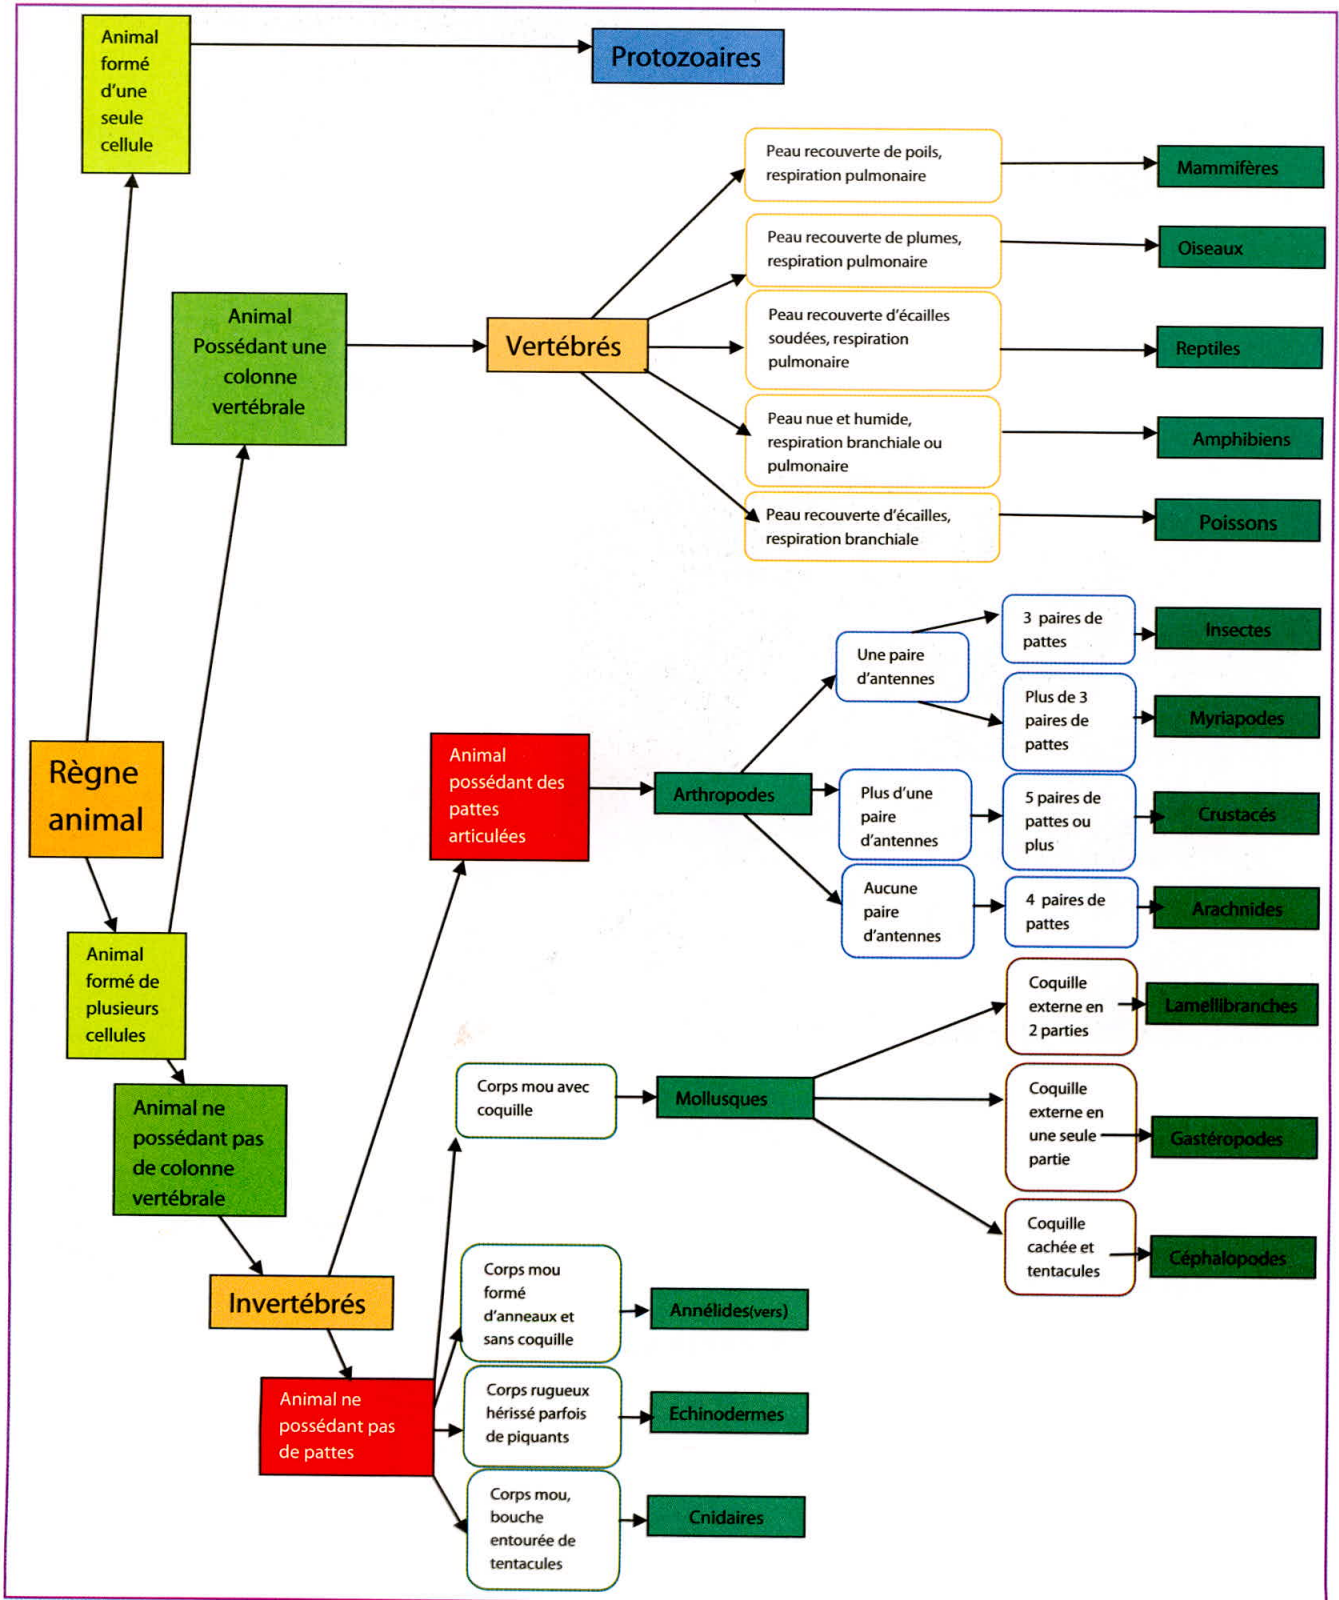 Animal
formé
d'une
seule
cellule
Protozoaires
Peau recouverte de poils,
respiration pulmonaire
Mammifères
Peau recouverte de plumes,
respiration pulmonaire
Oiseaux
Animal
Possédant une
colonne
vertébrale
Vertébrés
Peau recouverte d'écailles
soudées, respiration
pulmonaire
Reptiles
Peau nue et humide,
respiration branchiale ou
pulmonaire
Amphibiens
Peau recouverte d'écailles,
respiration branchiale
Poissons
Règne
animal
Animal
possédant des
pattes
articulées
Arthropodes
Une paire
d'antennes
3 paires de
pattes
Insectes
Plus de 3
paires de
pattes
Myriapodes
Plus d'une
paire
d'antennes
5 paires de
pattes ou
plus
Crustacés
Aucune
paire
d'antennes
4 paires de
pattes
Arachnides
Animal
formé de
plusieurs
cellules
Animal ne
possédant pas
de colonne
vertébrale
Invertébrés
Corps mou avec
coquille
Mollusques
Coquille
externe en
2 parties
Lamellibranches
Coquille
externe en
une seule
partie
Gastéropodes
Coquille
cachée et
tentacules
Céphalopodes
Corps mou
formé
d'anneaux et
sans coquille
Annélides(vers)
Animal ne
possédant pas
de pattes
Corps rugueux
hérissé parfois
de piquants
Echinodermes
Corps mou,
bouche
entourée de
tentacules
Cnidaires